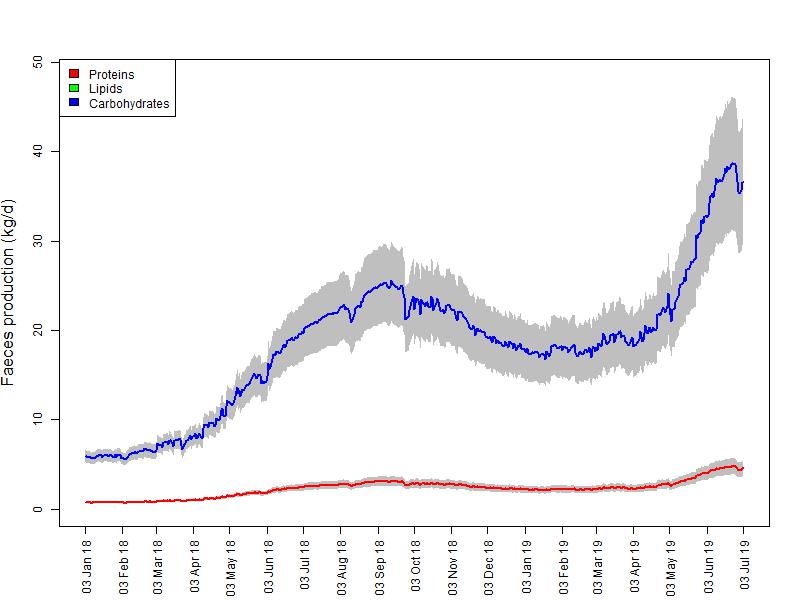 Proteins
Lipids
Carbohydrates
Faeces production (kg/d)
50
40
30
20
10
0
03 Jan 18
03 Feb 18
03 Mar 18
03 Apr 18
03 May 18
03 Jun 18
03 Jul 18
03 Aug 18
03 Sep 18
03 Oct 18
03 Nov 18
03 Dec 18
03 Jan 19
03 Feb 19
03 Mar 19
03 Apr 19
03 May 19
03 Jun 19
03 Jul 19